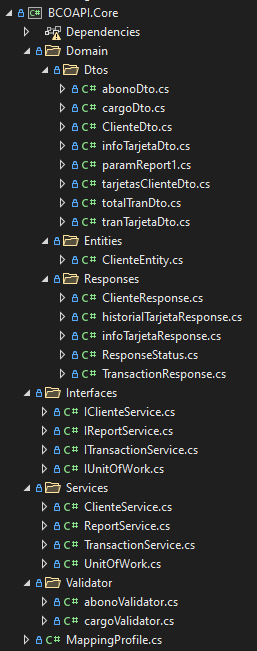 C# BCOAPI.Core
Dependencies
Domain
Dtos
C# abonoDto.cs
C# cargoDto.cs
C# ClienteDto.cs
C# infoTarjetaDto.cs
C# paramReport1.cs
C# tarjetasClienteDto.cs
C# totalTranDto.cs
C# tranTarjetaDto.cs
Entities
C# ClienteEntity.cs
Responses
C# ClienteResponse.cs
C# historialTarjetaResponse.cs
C# infoTarjetaResponse.cs
C# ResponseStatus.cs
C# TransactionResponse.cs
Interfaces
C# IClienteService.cs
C# IReportService.cs
C# ITransactionService.cs
C# IUnitOfWork.cs
Services
C# ClienteService.cs
C# ReportService.cs
C# TransactionService.cs
C# UnitOfWork.cs
Validator
C# abonoValidator.cs
C# cargoValidator.cs
C# MappingProfile.cs